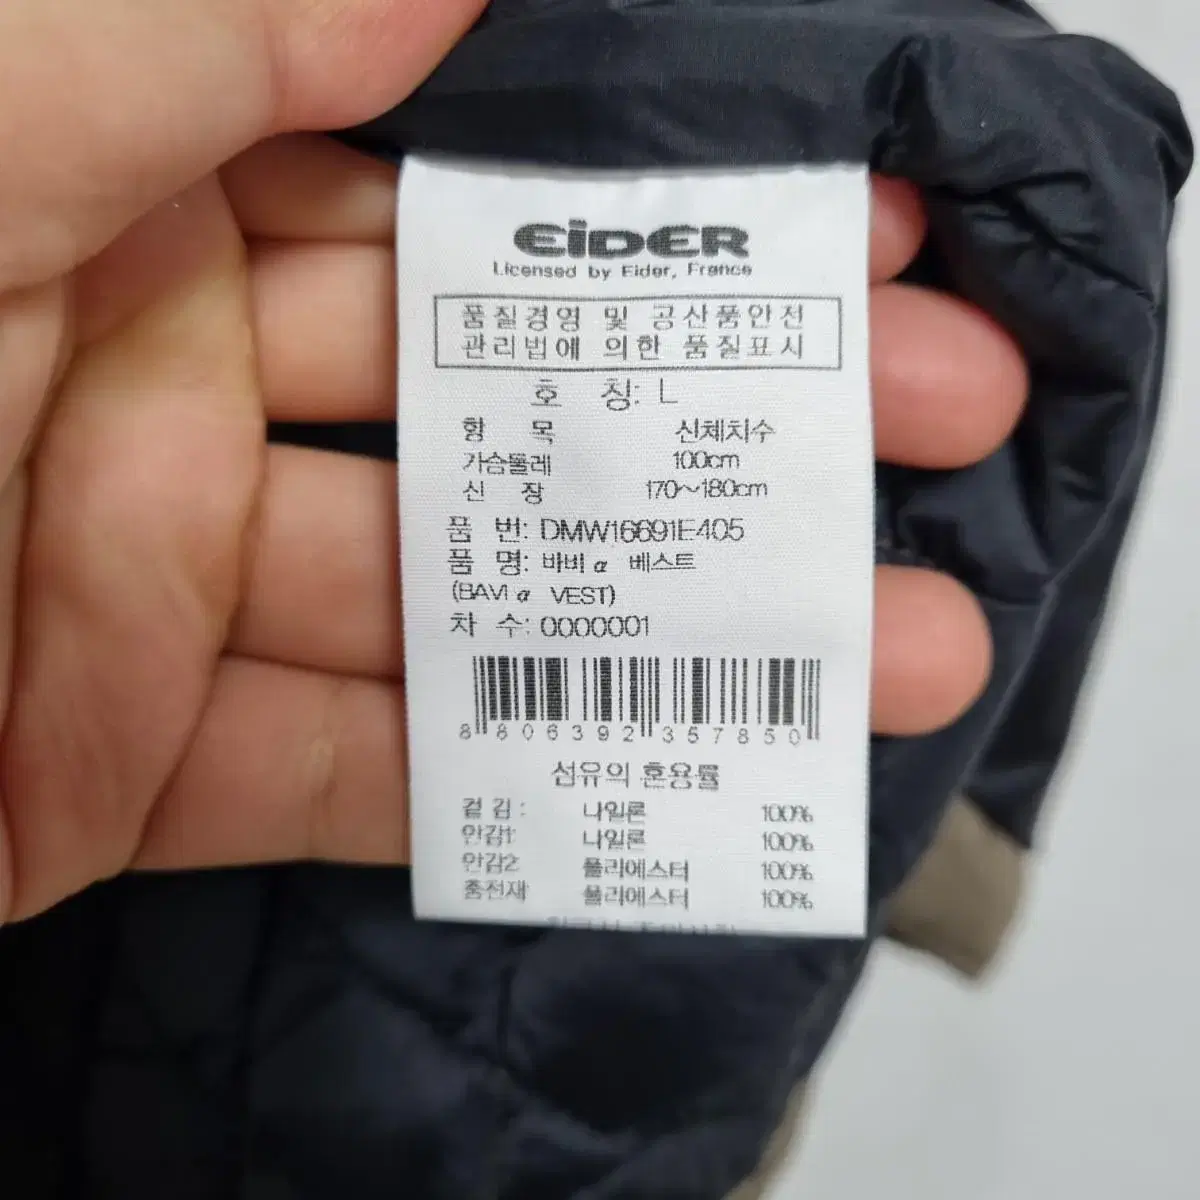 EiDER
Licensed by Eider, France
품질경영 및 공산품안전
관리법에 의한 품질표시
호 칭: L
항 목 신체치수
가슴둘레 100cm
신 장 170~180cm
품 번: DMW16691E405
품 명: 바비α 베스트
(BAVI α VEST)
차 수: 0000001
8 806392 357850
섬유의 혼용률
겉 감: 나일론 100%
안감1 나일론 100%
안감2 폴리에스터 100%
충전재 폴리에스터 100%